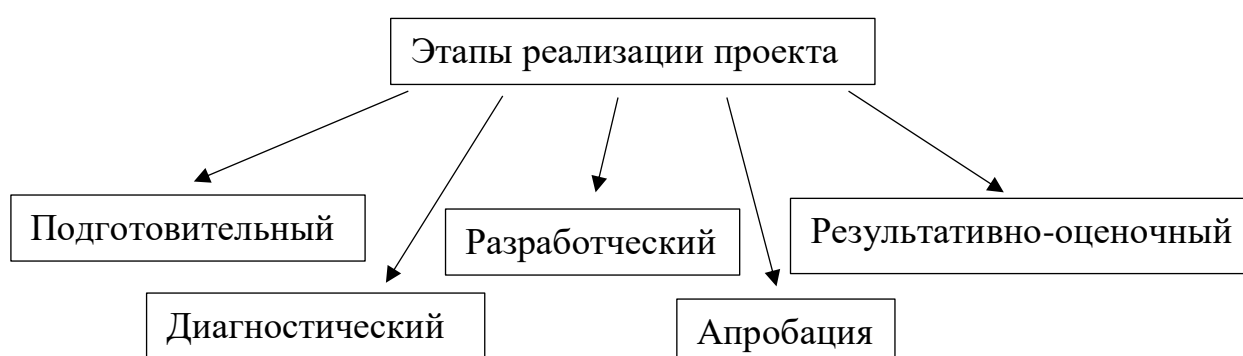 Этапы реализации проекта
Подготовительный
Диагностический
Разработческий
Апробация
Результативно-оценочный